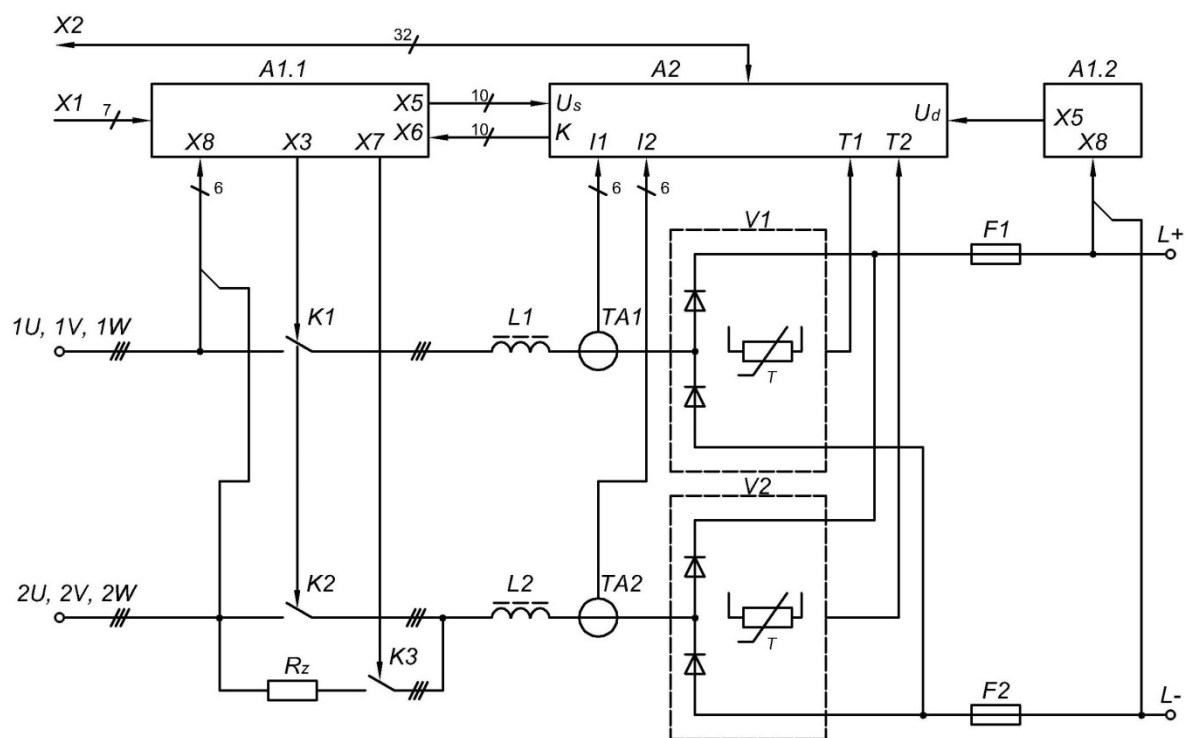 X2
32
A1.1
A2
A1.2
X1
7
X5
10
Us
Ud
X5
X6
10
K
X8
X3
X7
I1
I2
T1
T2
X8
6
6
6
V1
F1
L+
1U, 1V, 1W
K1
L1
TA1
T
V2
2U, 2V, 2W
K2
L2
TA2
T
Rz
K3
F2
L-